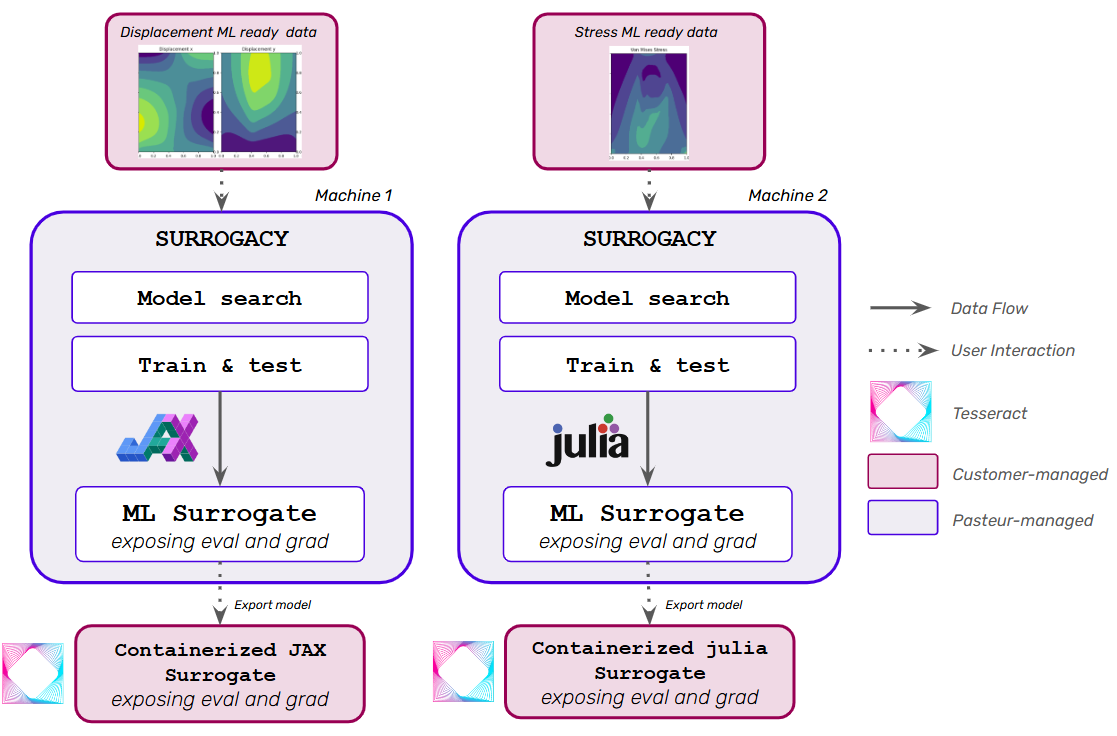 Displacement ML ready data
Displacement x
Displacement y
Stress ML ready data
Von Mises Stress
Machine 1
Machine 2
SURROGACY
Model search
Train & test
JAX
ML Surrogate
exposing eval and grad
Export model
Containerized JAX
Surrogate
exposing eval and grad
SURROGACY
Model search
Train & test
julia
ML Surrogate
exposing eval and grad
Export model
Containerized julia
Surrogate
exposing eval and grad
Data Flow
User Interaction
Tesseract
Customer-managed
Pasteur-managed